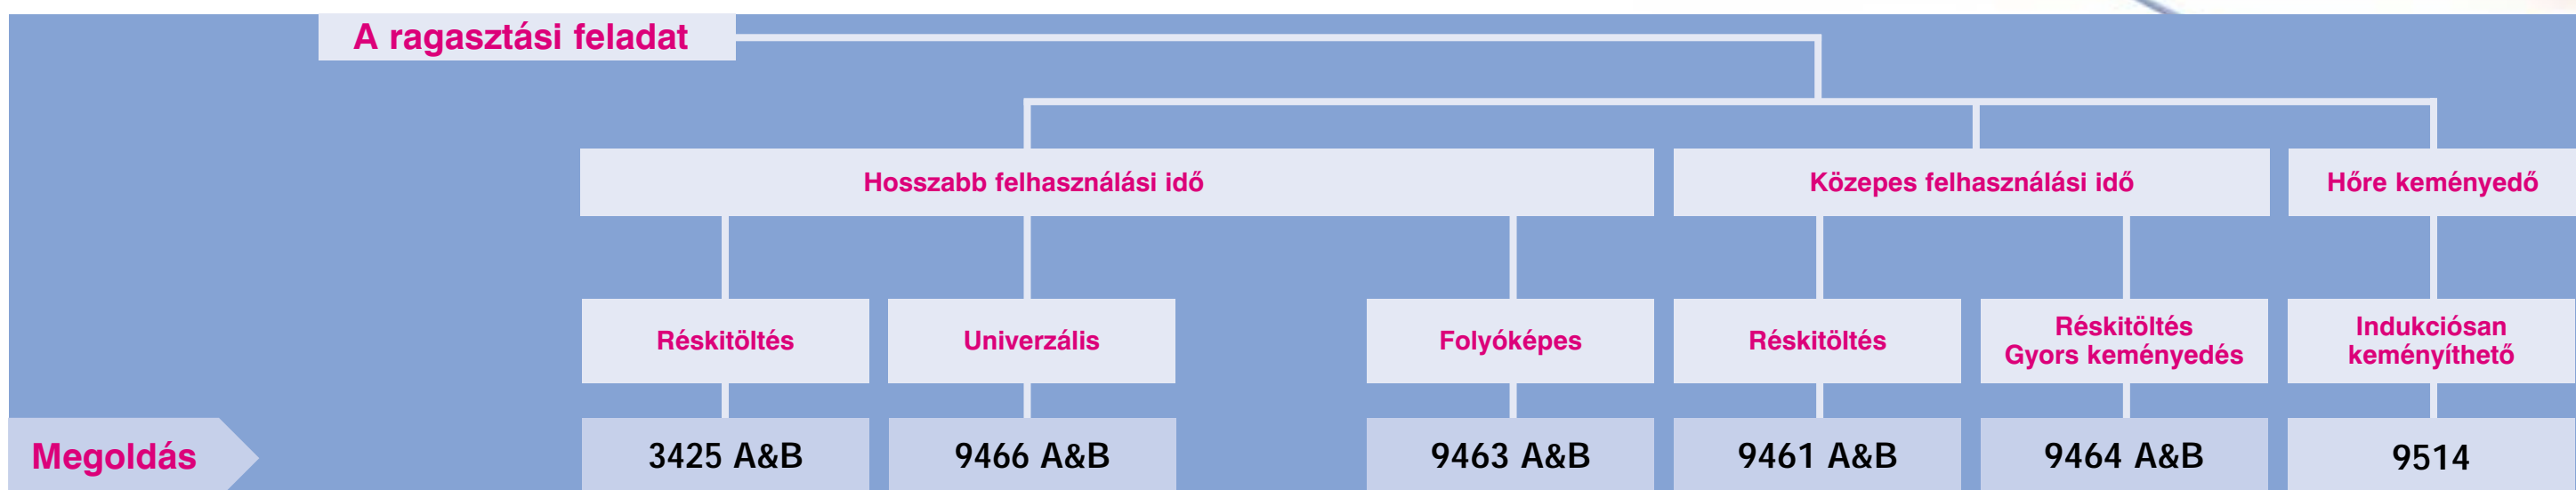 A ragasztási feladat
Hosszabb felhasználási idő
Közepes felhasználási idő
Hőre keményedő
Réskitöltés
Univerzális
Folyóképes
Réskitöltés
Réskitöltés
Gyors keményedés
Indukciósan
keményíthető
Megoldás
3425 A&B
9466 A&B
9463 A&B
9461 A&B
9464 A&B
9514